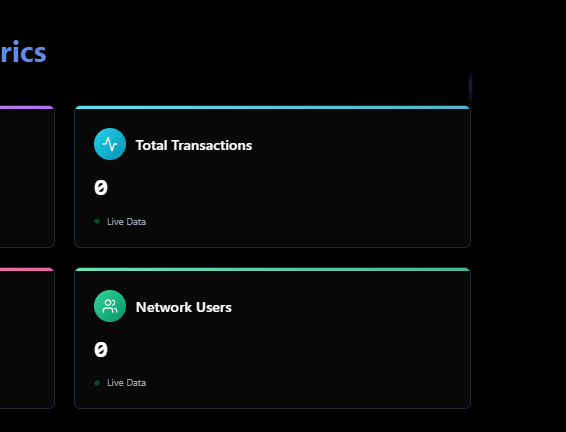 rics
Total Transactions
0
Live Data
Network Users
0
Live Data